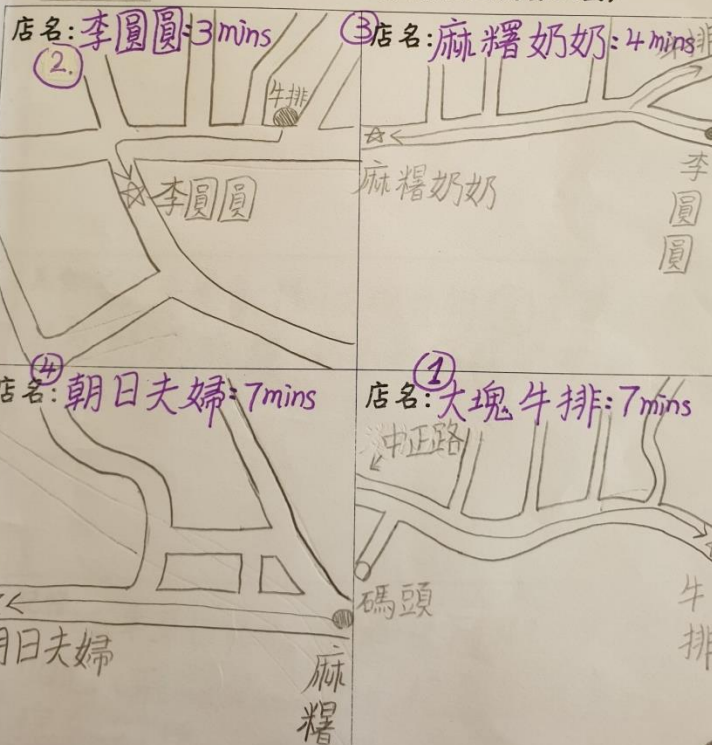 店名:李圓圓:3mins
2.
牛排
李圓圓
3
店名:麻糬奶奶:4mins
排
麻糬奶奶
李
圓
圓
4
店名:朝日夫婦:7mins
日夫婦
麻
糬
1
店名:大塊牛排:7mins
中正路
碼頭
牛
排